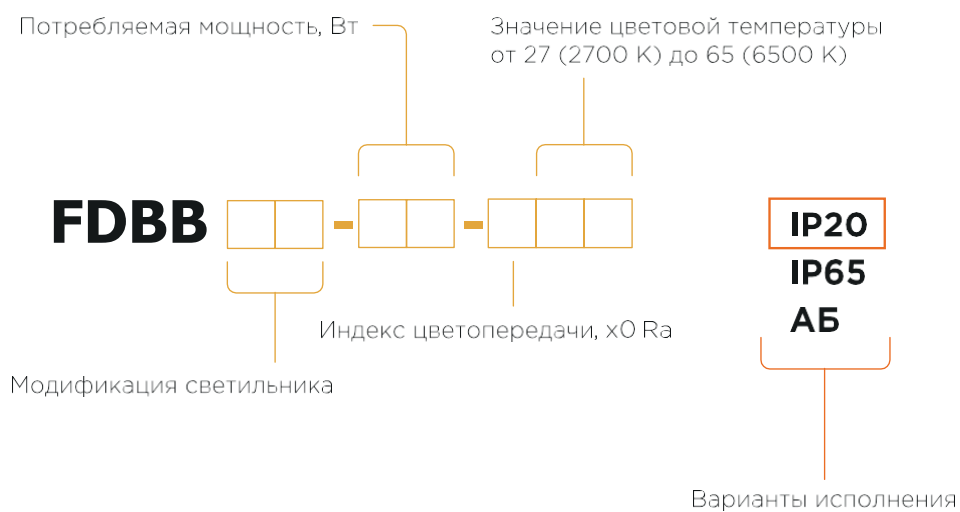 Потребляемая мощность, Вт
Значение цветовой температуры
от 27 (2700 К) до 65 (6500 К)
FDBB - -
IP20
IP65
АБ
Индекс цветопередачи, x0 Ra
Модификация светильника
Варианты исполнения